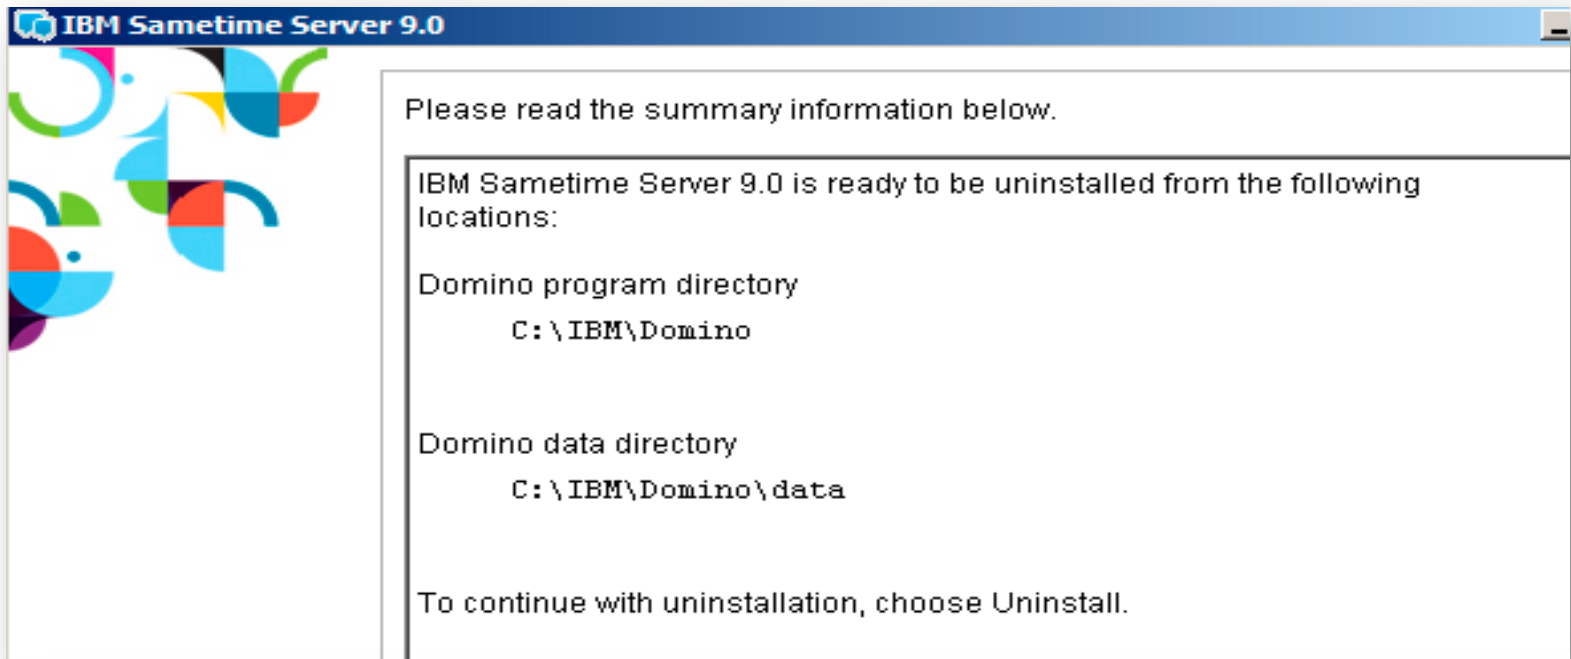 IBM Sametime Server 9.0
Please read the summary information below.
IBM Sametime Server 9.0 is ready to be uninstalled from the following
locations:
Domino program directory
C:\IBM\Domino
Domino data directory
C:\IBM\Domino\data
To continue with uninstallation, choose Uninstall.